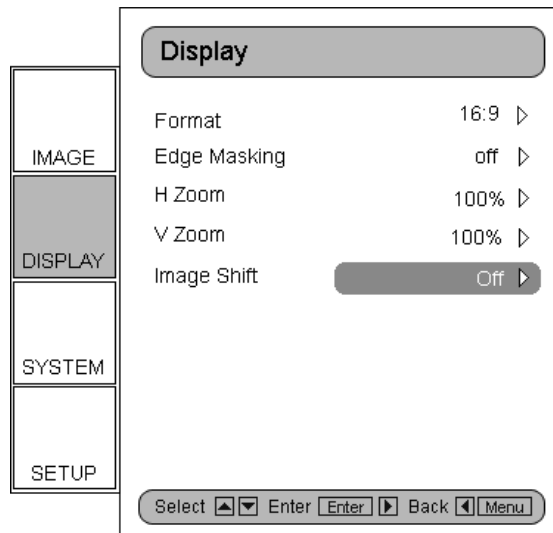 Display
IMAGE
DISPLAY
SYSTEM
SETUP
Format 16:9
Edge Masking off
H Zoom 100%
V Zoom 100%
Image Shift Off
Select Enter Enter Back Menu